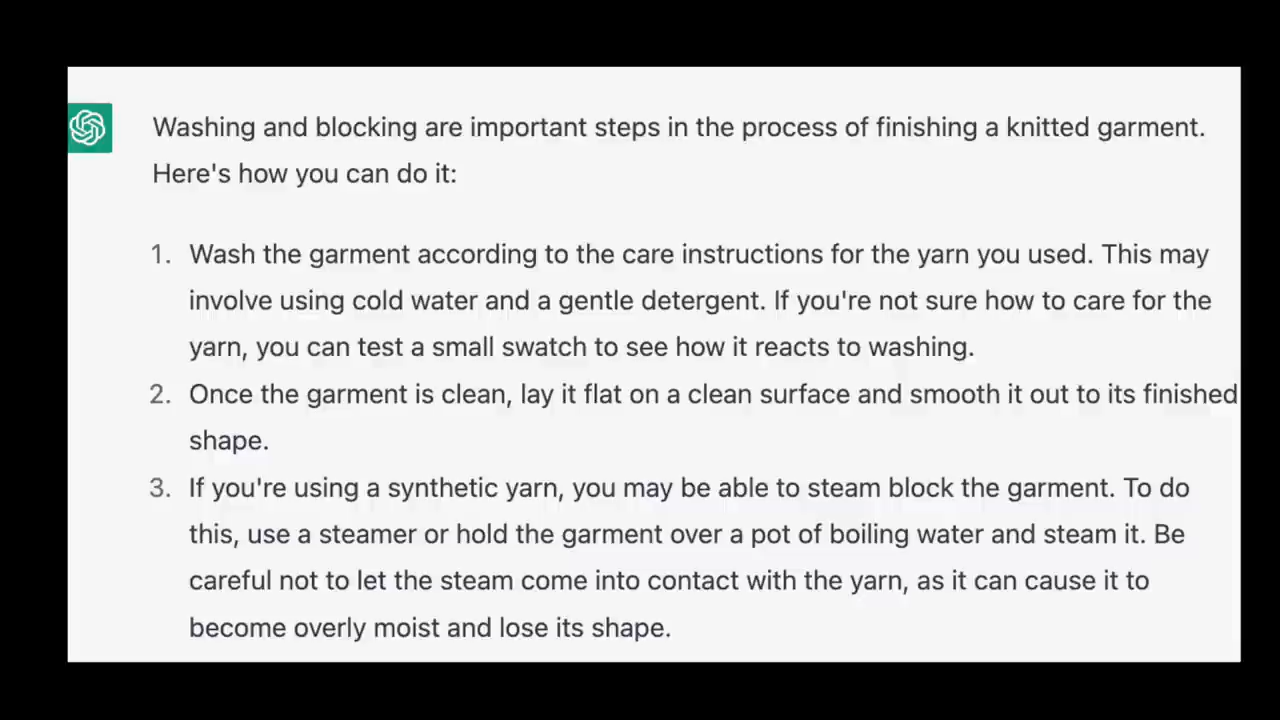 Washing and blocking are important steps in the process of finishing a knitted garment.
Here's how you can do it:
1. Wash the garment according to the care instructions for the yarn you used. This may
involve using cold water and a gentle detergent. If you're not sure how to care for the
yarn, you can test a small swatch to see how it reacts to washing.
2. Once the garment is clean, lay it flat on a clean surface and smooth it out to its finished
shape.
3. If you're using a synthetic yarn, you may be able to steam block the garment. To do
this, use a steamer or hold the garment over a pot of boiling water and steam it. Be
careful not to let the steam come into contact with the yarn, as it can cause it to
become overly moist and lose its shape.